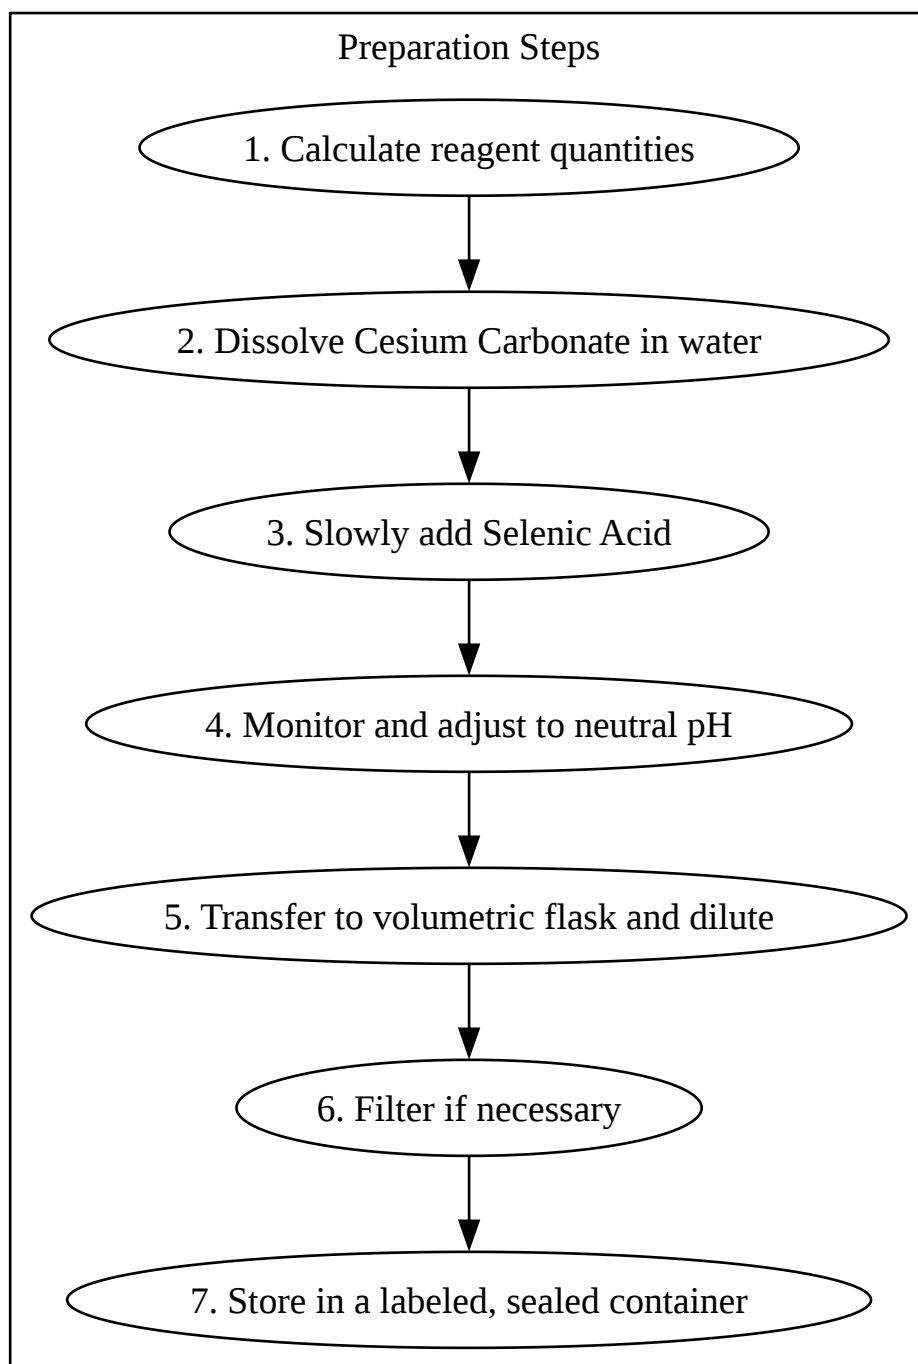 Preparation Steps
1. Calculate reagent quantities
2. Dissolve Cesium Carbonate in water
3. Slowly add Selenic Acid
4. Monitor and adjust to neutral pH
5. Transfer to volumetric flask and dilute
6. Filter if necessary
7. Store in a labeled, sealed container